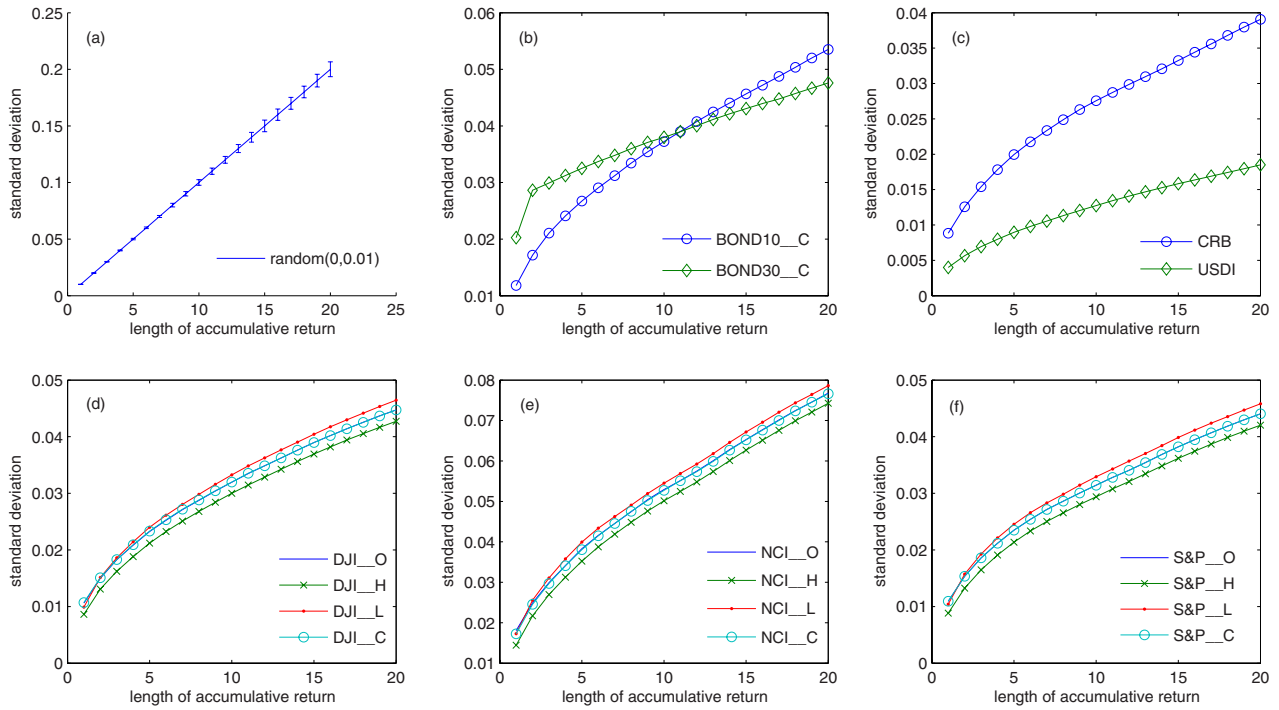 (a)
0.25
0.2
0.15
0.1
0.05
0
standard deviation
random(0,0.01)
0 5 10 15 20 25
length of accumulative return
(b)
0.06
0.05
0.04
0.03
0.02
0.01
standard deviation
BOND10__C
BOND30__C
0 5 10 15 20
length of accumulative return
(c)
0.04
0.035
0.03
0.025
0.02
0.015
0.01
0.005
0
standard deviation
CRB
USDI
0 5 10 15 20
length of accumulative return
(d)
0.05
0.04
0.03
0.02
0.01
0
standard deviation
DJI__O
DJI__H
DJI__L
DJI__C
0 5 10 15 20
length of accumulative return
(e)
0.08
0.07
0.06
0.05
0.04
0.03
0.02
0.01
standard deviation
NCI__O
NCI__H
NCI__L
NCI__C
0 5 10 15 20
length of accumulative return
(f)
0.05
0.04
0.03
0.02
0.01
0
standard deviation
S&P__O
S&P__H
S&P__L
S&P__C
0 5 10 15 20
length of accumulative return